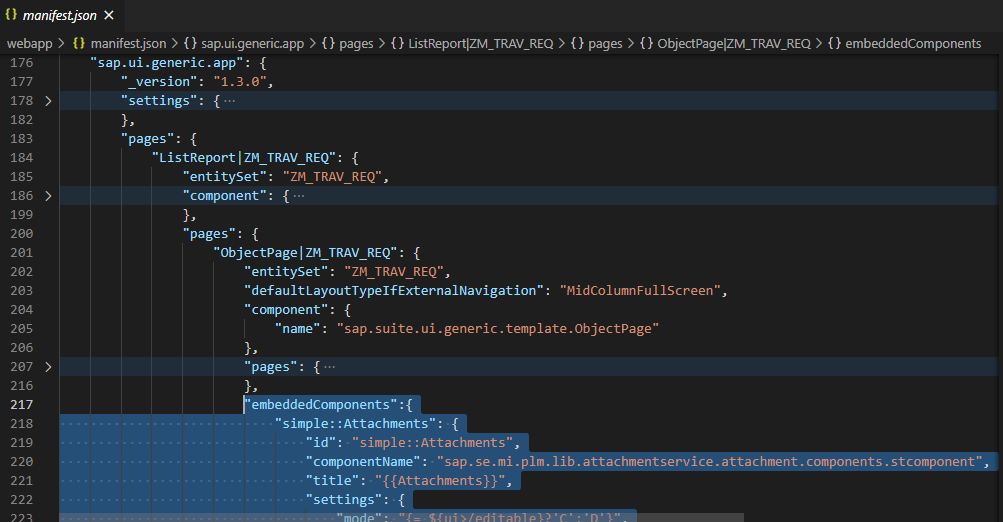 {} manifest.json ×
webapp > {} manifest.json > {} sap.ui.generic.app > {} pages > {} ListReport|ZM_TRAV_REQ > {} pages > {} ObjectPage|ZM_TRAV_REQ > {} embeddedComponents
176 "sap.ui.generic.app": {
177 "_version": "1.3.0",
178 > "settings": { ···
182 },
183 "pages": {
184 "ListReport|ZM_TRAV_REQ": {
185 "entitySet": "ZM_TRAV_REQ",
186 > "component": { ···
199 },
200 "pages": {
201 "ObjectPage|ZM_TRAV_REQ": {
202 "entitySet": "ZM_TRAV_REQ",
203 "defaultLayoutTypeIfExternalNavigation": "MidColumnFullScreen",
204 "component": {
205 "name": "sap.suite.ui.generic.template.ObjectPage"
206 },
207 > "pages": { ···
216 },
217 "embeddedComponents":{
218 "simple::Attachments": {
219 "id": "simple::Attachments",
220 "componentName": "sap.se.mi.plm.lib.attachmentservice.attachment.components.stcomponent",
221 "title": "{{Attachments}}",
222 "settings": {
223 "mode": "{= ${ui>/editable}?'C':'D'}",